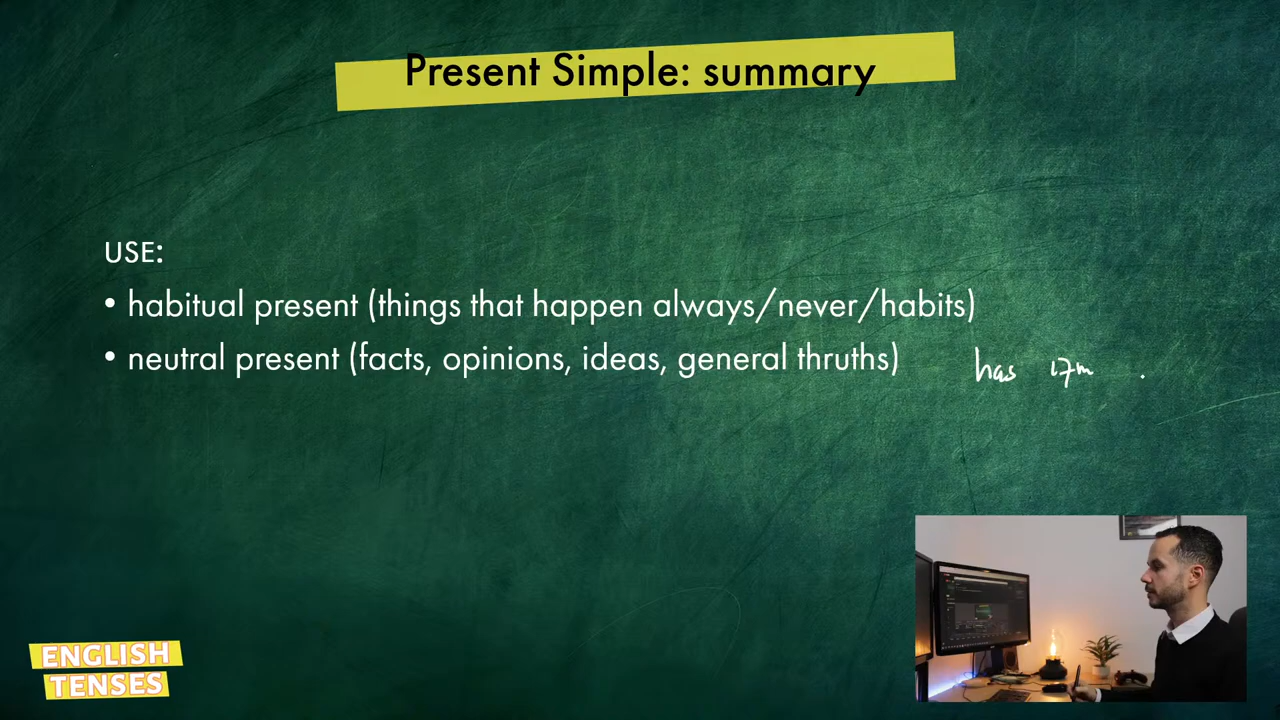 Present Simple: summary
USE:
• habitual present (things that happen always/never/habits)
• neutral present (facts, opinions, ideas, general thruths)
has 17m .
ENGLISH
TENSES